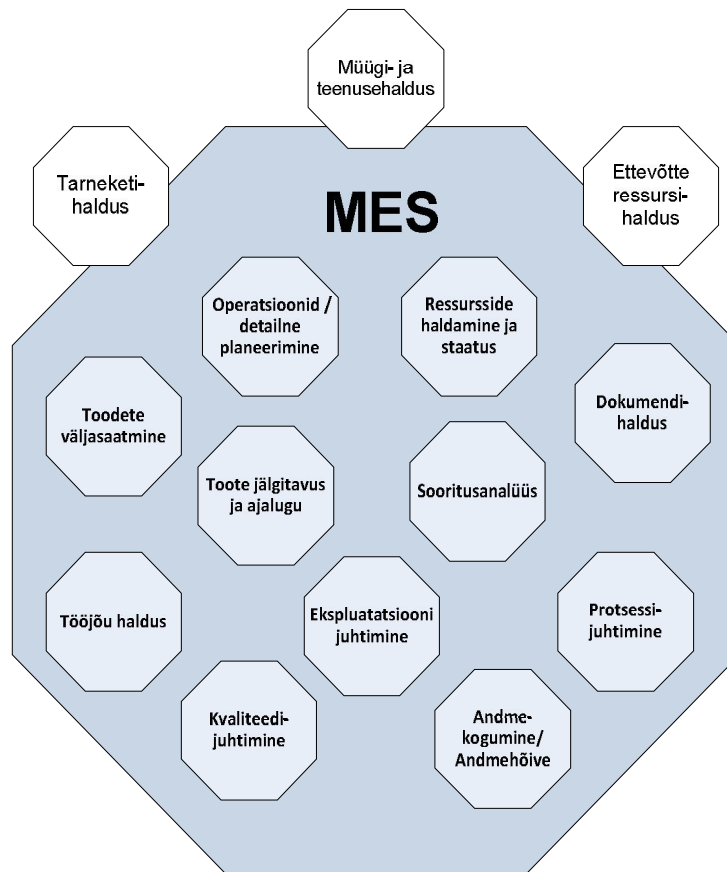 Müügi- ja
teenusehaldus
Tarneketi-
haldus
Ettevõtte
ressursi-
haldus
MES
Operatsioonid /
detailne
planeerimine
Ressursside
haldamine ja
staatus
Toodete
väljasaatmine
Dokumendi-
haldus
Toote jälgitavus
ja ajalugu
Sooritusanalüüs
Tööjõu haldus
Ekspluatatsiooni
juhtimine
Protsessi-
juhtimine
Kvaliteedi-
juhtimine
Andme-
kogumine/
Andmehõive